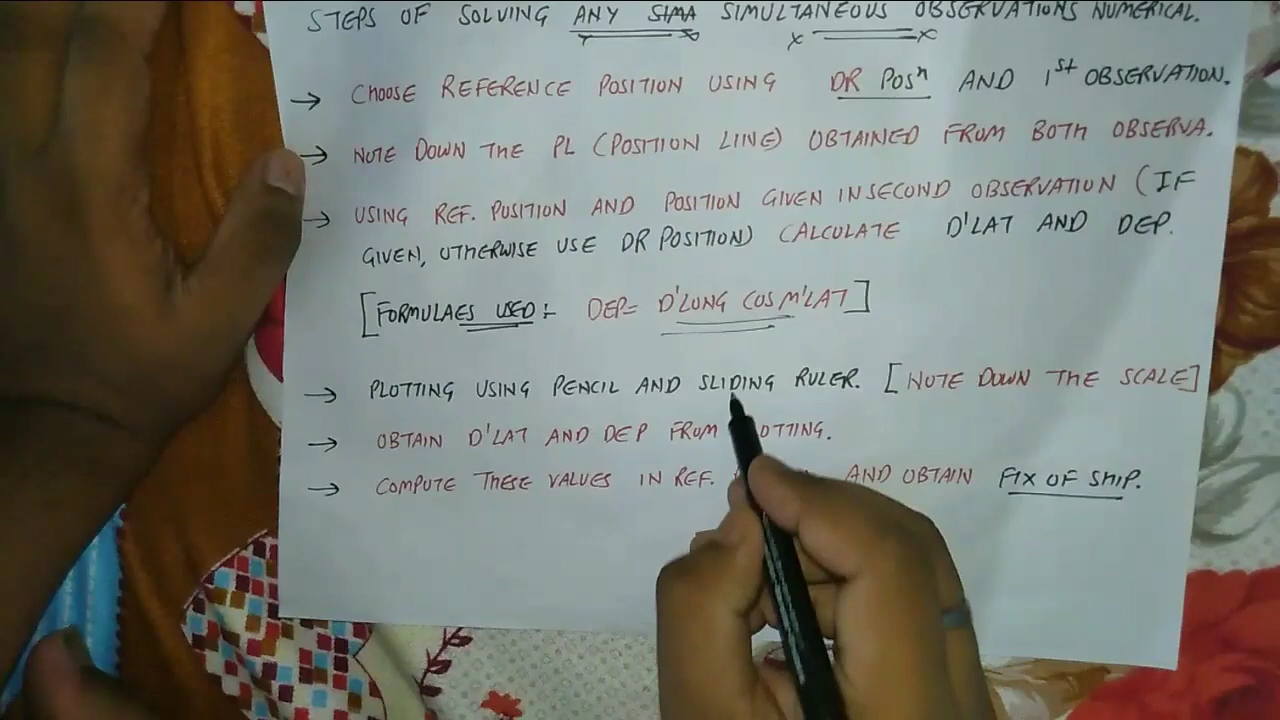 STEPS OF SOLVING ANY SIMA SIMULTANEOUS OBSERVATIONS NUMERICAL.
→ CHOOSE REFERENCE POSITION USING DR POSⁿ AND 1ST OBSERVATION.
→ NOTE DOWN THE PL (POSITION LINE) OBTAINED FROM BOTH OBSERVA.
→ USING REF. POSITION AND POSITION GIVEN IN SECOND OBSERVATION (IF
GIVEN, OTHERWISE USE DR POSITION) CALCULATE D'LAT AND DEP.
[FORMULAES USED:- DEP= D'LONG COS M'LAT]
→ PLOTTING USING PENCIL AND SLIDING RULER. [NOTE DOWN THE SCALE]
→ OBTAIN D'LAT AND DEP FROM OTTING.
→ COMPUTE THESE VALUES IN REF. AND OBTAIN FIX OF SHIP.